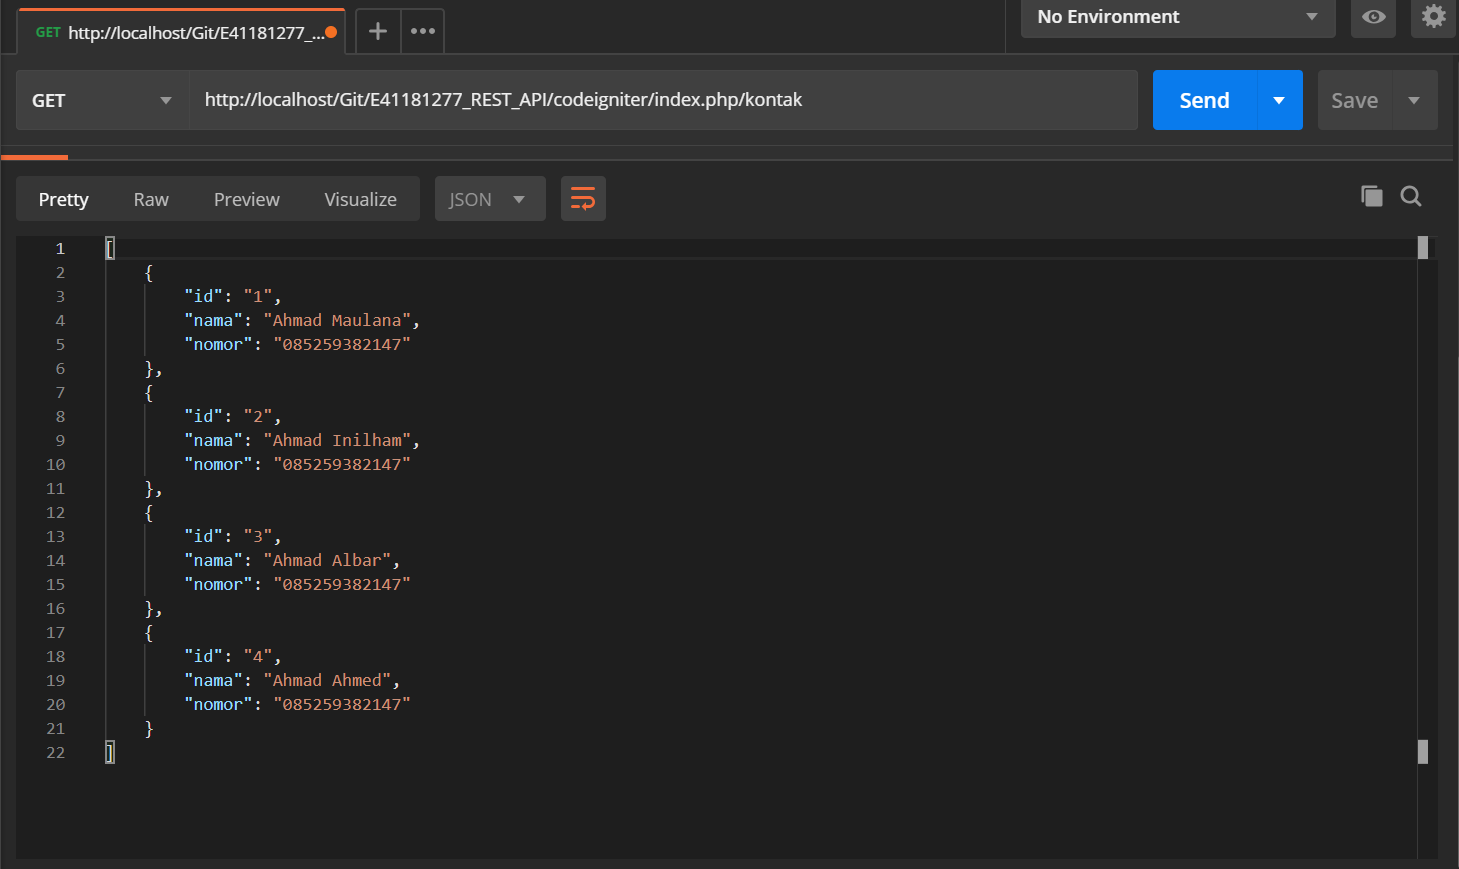 GET http://localhost/Git/E41181277_... + ••• No Environment
GET http://localhost/Git/E41181277_REST_API/codeigniter/index.php/kontak Send Save
Pretty Raw Preview Visualize JSON
1 [
2 {
3 "id": "1",
4 "nama": "Ahmad Maulana",
5 "nomor": "085259382147"
6 },
7 {
8 "id": "2",
9 "nama": "Ahmad Inilham",
10 "nomor": "085259382147"
11 },
12 {
13 "id": "3",
14 "nama": "Ahmad Albar",
15 "nomor": "085259382147"
16 },
17 {
18 "id": "4",
19 "nama": "Ahmad Ahmed",
20 "nomor": "085259382147"
21 }
22 ]